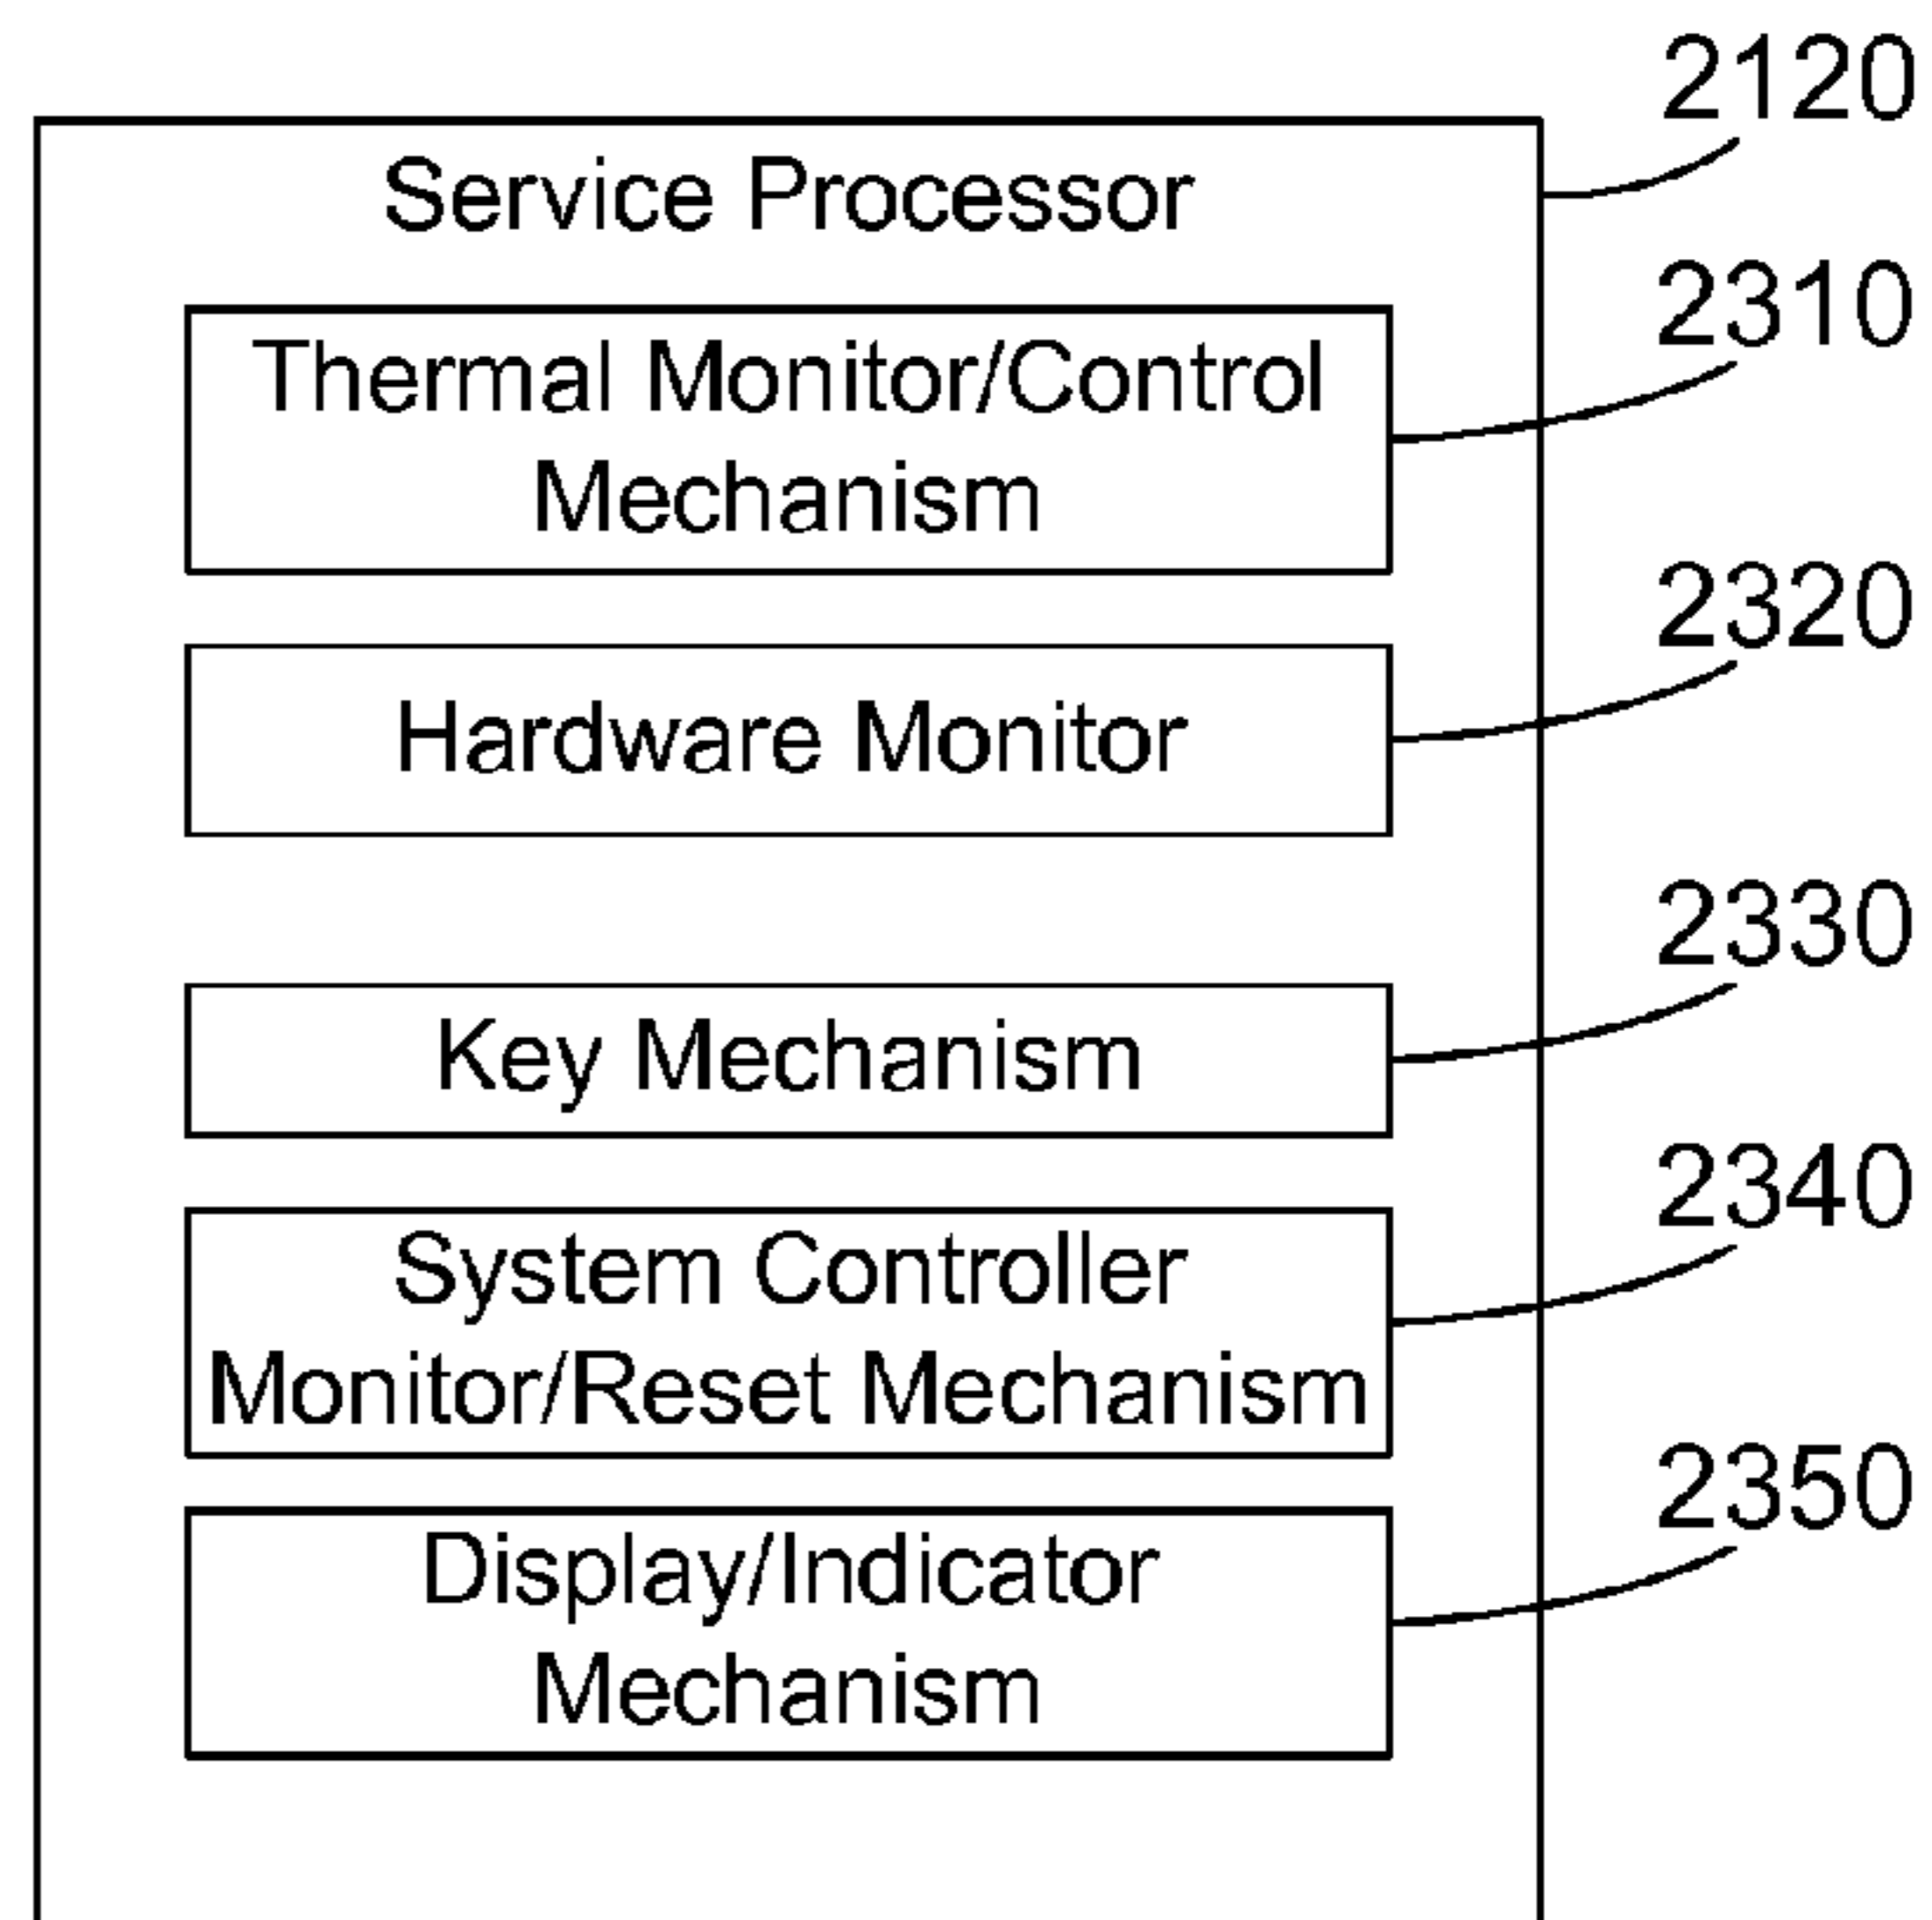 2120
Service Processor
2310
Thermal Monitor/Control
Mechanism
2320
Hardware Monitor
2330
Key Mechanism
2340
System Controller
Monitor/Reset Mechanism
2350
Display/Indicator
Mechanism